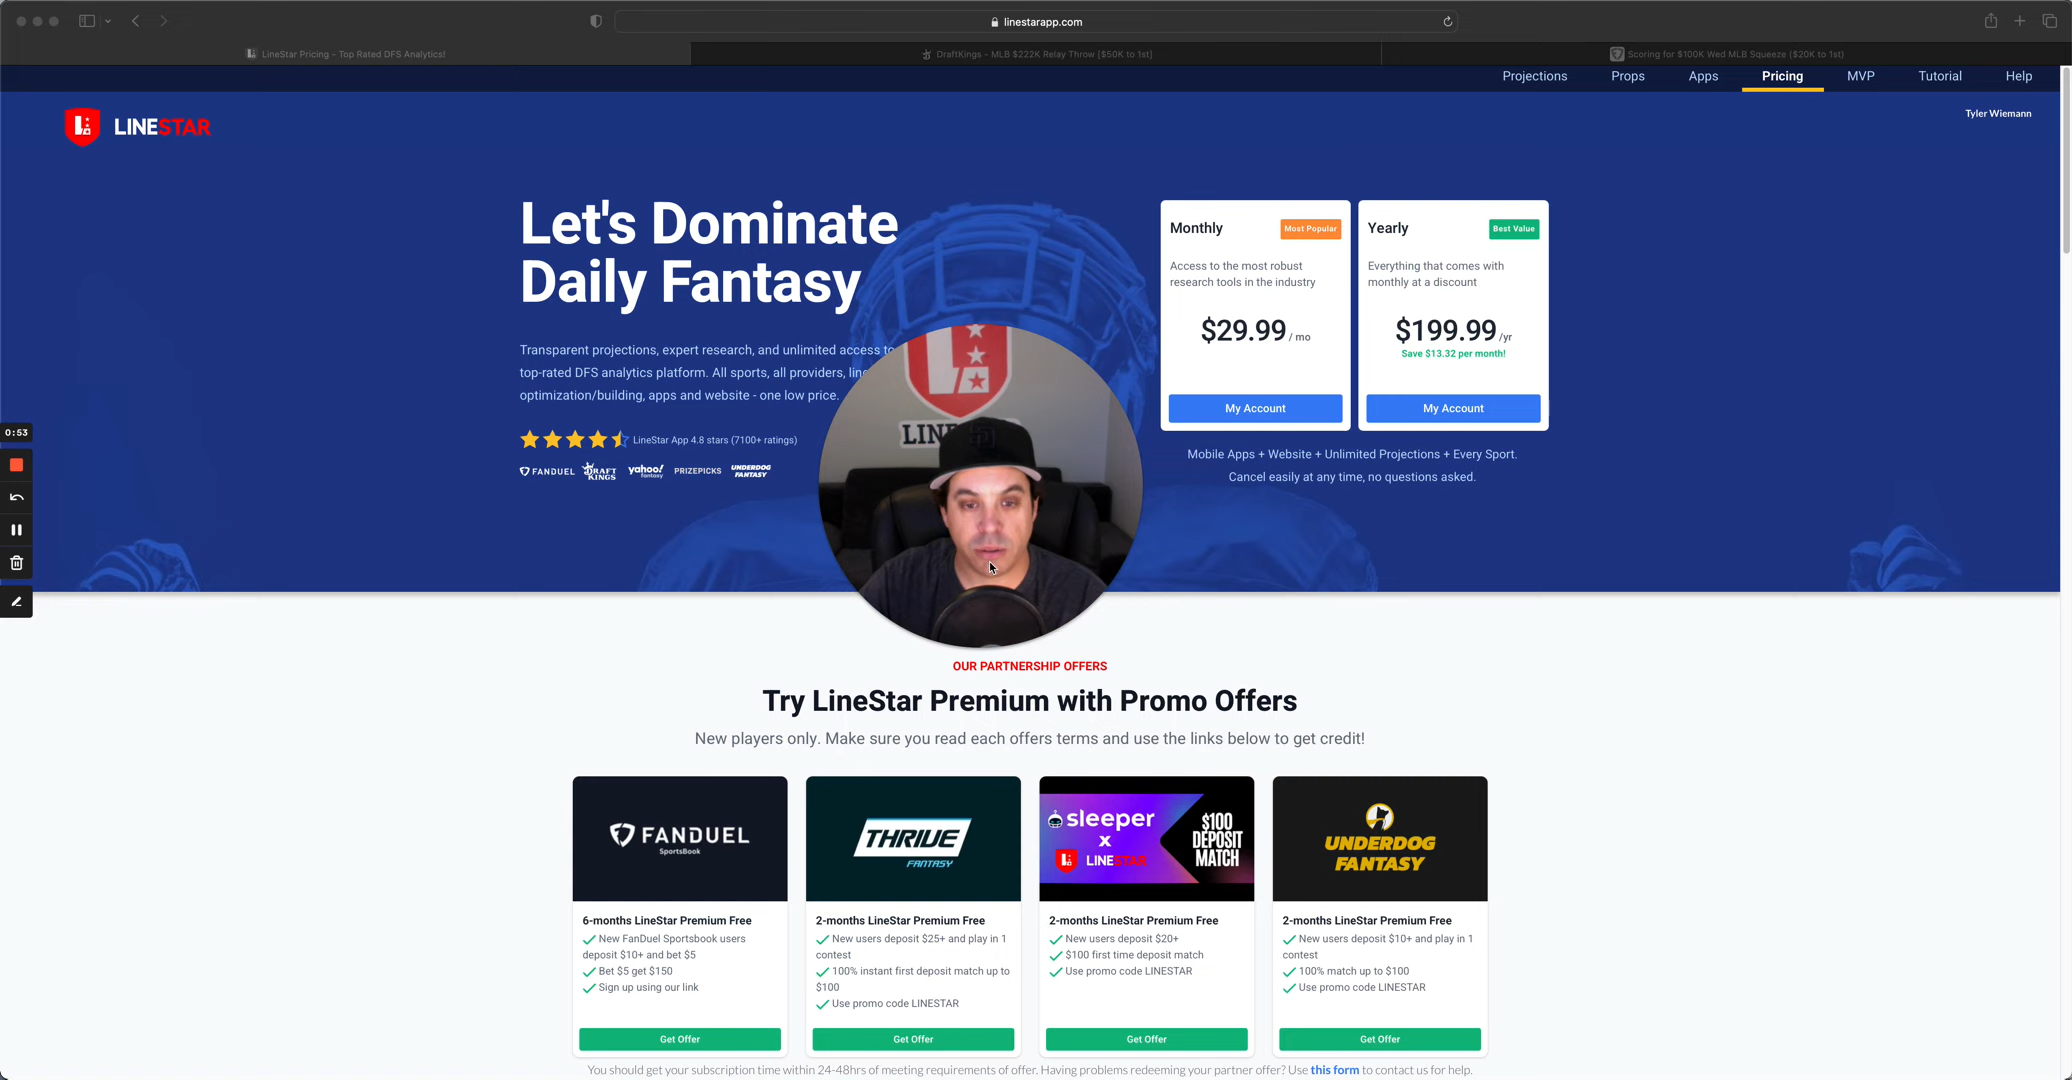 linestarapp.com
LineStar Pricing - Top Rated DFS Analytics!
DraftKings - MLB $222K Relay Throw ($50K to 1st)
Scoring for $100K Wed MLB Squeeze ($20K to 1st)
Projections
Props
Apps
Pricing
MVP
Tutorial
Help
LINESTAR
Tyler Wiemann
Let's Dominate
Daily Fantasy
Transparent projections, expert research, and unlimited access to
top-rated DFS analytics platform. All sports, all providers,
optimization/building, apps and website - one low price.
LineStar App 4.8 stars (7100+ ratings)
FANDUEL
DRAFT
KINGS
yahoo!
fantasy
PRIZEPICKS
UNDERDOG
FANTASY
Monthly
Most Popular
Access to the most robust
research tools in the industry
$29.99 / mo
My Account
Yearly
Best Value
Everything that comes with
monthly at a discount
$199.99 /yr
Save $13.32 per month!
My Account
Mobile Apps + Website + Unlimited Projections + Every Sport.
Cancel easily at any time, no questions asked.
0:53
OUR PARTNERSHIP OFFERS
Try LineStar Premium with Promo Offers
New players only. Make sure you read each offers terms and use the links below to get credit!
FANDUEL
SportsBook
6-months LineStar Premium Free
New FanDuel Sportsbook users
deposit $10+ and bet $5
Bet $5 get $150
Sign up using our link
Get Offer
THRIVE
FANTASY
2-months LineStar Premium Free
New users deposit $25+ and play in 1
contest
100% instant first deposit match up to
$100
Use promo code LINESTAR
Get Offer
sleeper
X
LINESTAR
$100
DEPOSIT
MATCH
2-months LineStar Premium Free
New users deposit $20+
$100 first time deposit match
Use promo code LINESTAR
Get Offer
UNDERDOG
FANTASY
2-months LineStar Premium Free
New users deposit $10+ and play in 1
contest
100% match up to $100
Use promo code LINESTAR
Get Offer
You should get your subscription time within 24-48hrs of meeting requirements of offer. Having problems redeeming your partner offer? Use this form to contact us for help.